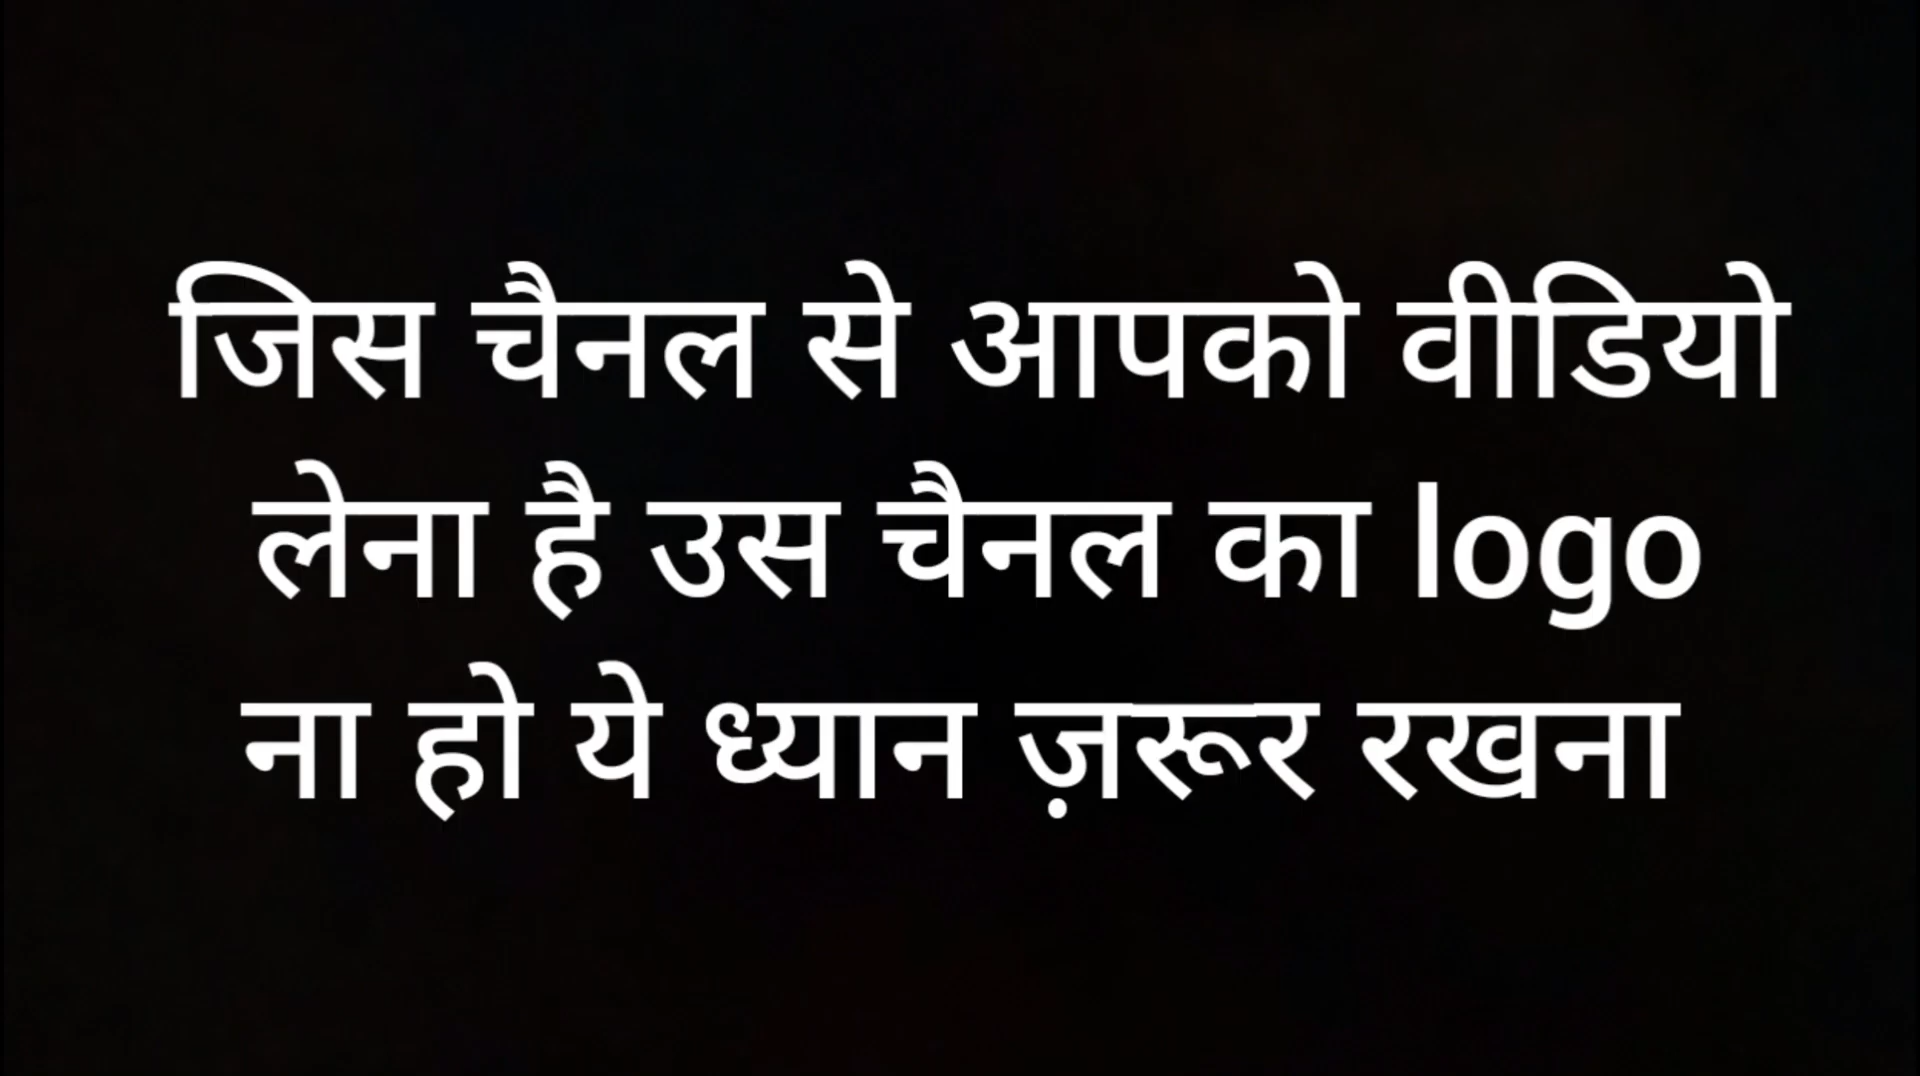 जिस चैनल से आपको वीडियो
लेना है उस चैनल का logo
ना हो ये ध्यान ज़रूर रखना